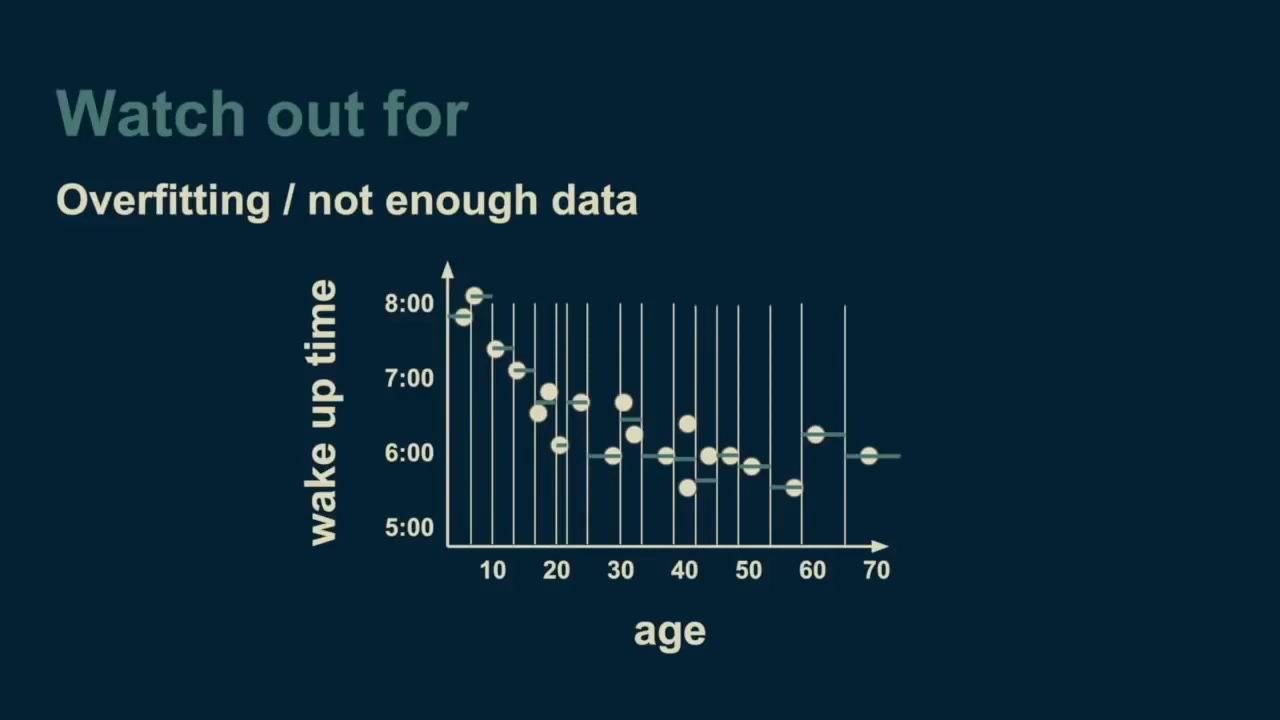 Watch out for
Overfitting / not enough data
wake up time
8:00
7:00
6:00
5:00
10 20 30 40 50 60 70
age